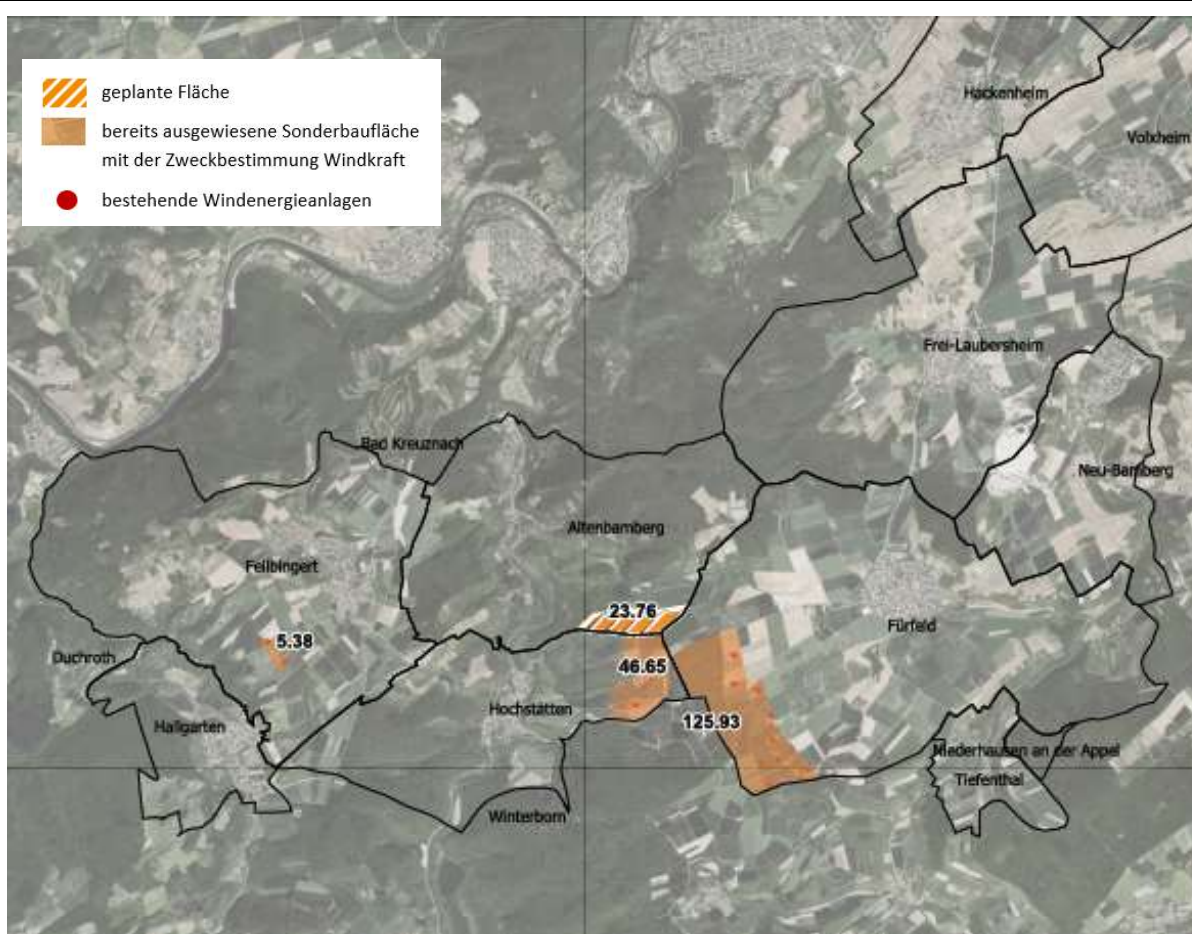 geplante Fläche
bereits ausgewiesene Sonderbaufläche
mit der Zweckbestimmung Windkraft
bestehende Windenergieanlagen
Hackenheim
Volxheim
Frei-Laubersheim
Bad Kreuznach
Neu-Bamberg
Altenbamberg
Feilbingert
23.76
Fürfeld
5.38
Duchroth
46.65
Hochstätten
125.93
Hallgarten
Niederhausen an der Appel
Tiefenthal
Winterborn